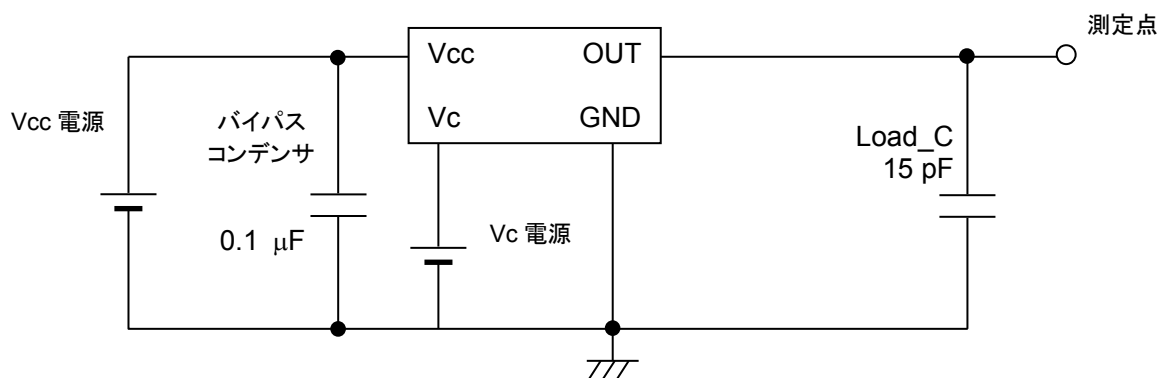 測定点
Vcc
OUT
Vc
GND
Vcc 電源
バイパス
コンデンサ
0.1 μF
Vc 電源
Load_C
15 pF